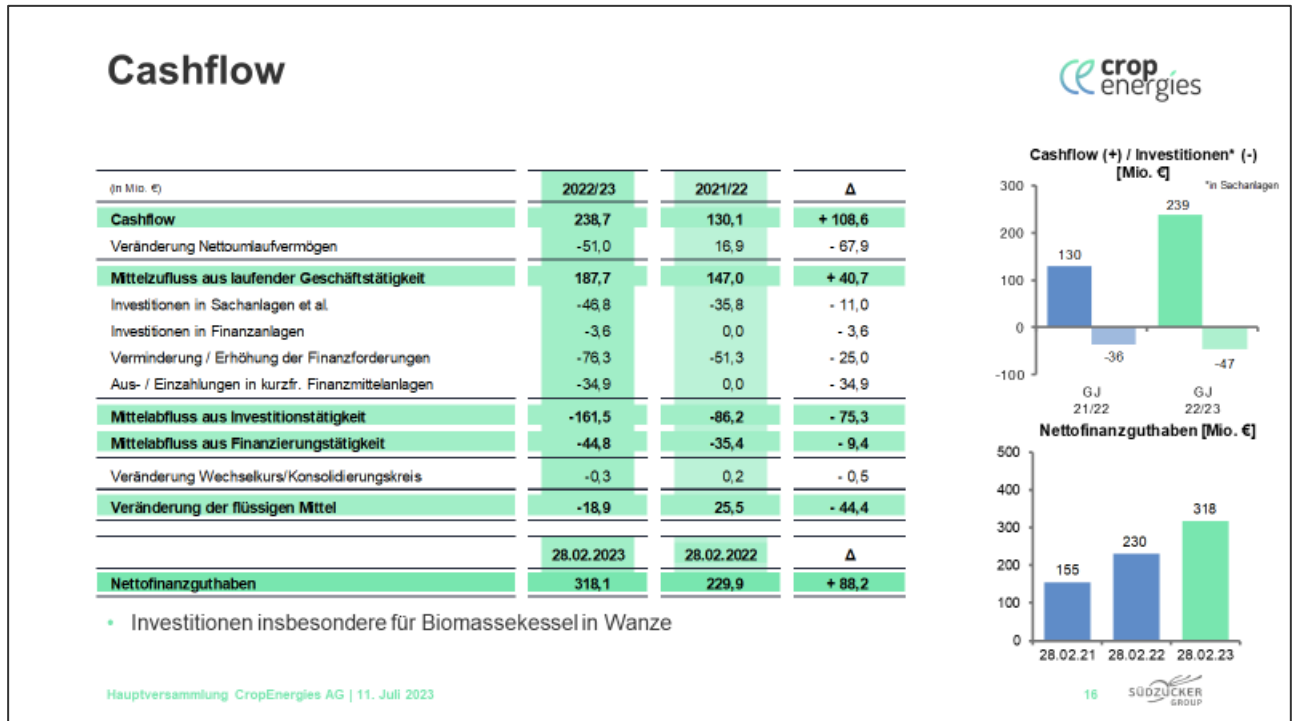 Cashflow
crop
energies
(in Mio. €) 2022/23 2021/22 Δ
Cashflow 238,7 130,1 + 108,6
Veränderung Nettoumlaufvermögen -51,0 16,9 - 67,9
Mittelzufluss aus laufender Geschäftstätigkeit 187,7 147,0 + 40,7
Investitionen in Sachanlagen et al. -46,8 -35,8 - 11,0
Investitionen in Finanzanlagen -3,6 0,0 - 3,6
Verminderung / Erhöhung der Finanzforderungen -76,3 -51,3 - 25,0
Aus- / Einzahlungen in kurzfr. Finanzmittelanlagen -34,9 0,0 - 34,9
Mittelabfluss aus Investitionstätigkeit -161,5 -86,2 - 75,3
Mittelabfluss aus Finanzierungstätigkeit -44,8 -35,4 - 9,4
Veränderung Wechselkurs/Konsolidierungskreis -0,3 0,2 - 0,5
Veränderung der flüssigen Mittel -18,9 25,5 - 44,4
28.02.2023 28.02.2022 Δ
Nettofinanzguthaben 318,1 229,9 + 88,2
• Investitionen insbesondere für Biomassekessel in Wanze
Cashflow (+) / Investitionen* (-)
[Mio. €]
*in Sachanlagen
300
200
100
0
-100
130
-36
239
-47
GJ
21/22
GJ
22/23
Nettofinanzguthaben [Mio. €]
500
400
300
200
100
0
155
230
318
28.02.21 28.02.22 28.02.23
Hauptversammlung CropEnergies AG | 11. Juli 2023
16
SÜDZUCKER
GROUP